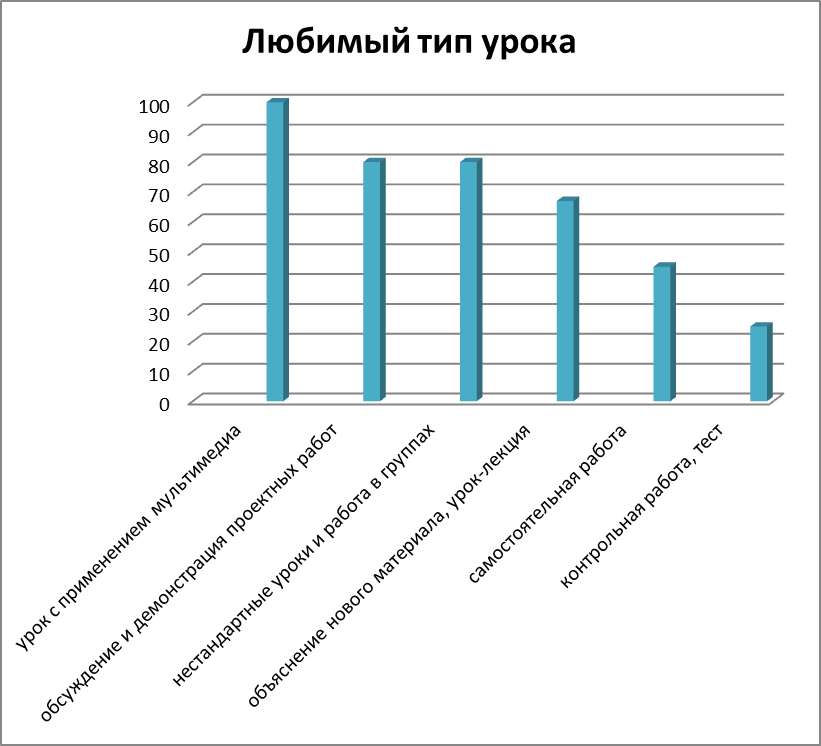 Любимый тип урока
100
90
80
70
60
50
40
30
20
10
0
урок с применением мультимедиа
обсуждение и демонстрация проектных работ
нестандартные уроки и работа в группах
объяснение нового материала, урок-лекция
самостоятельная работа
контрольная работа, тест